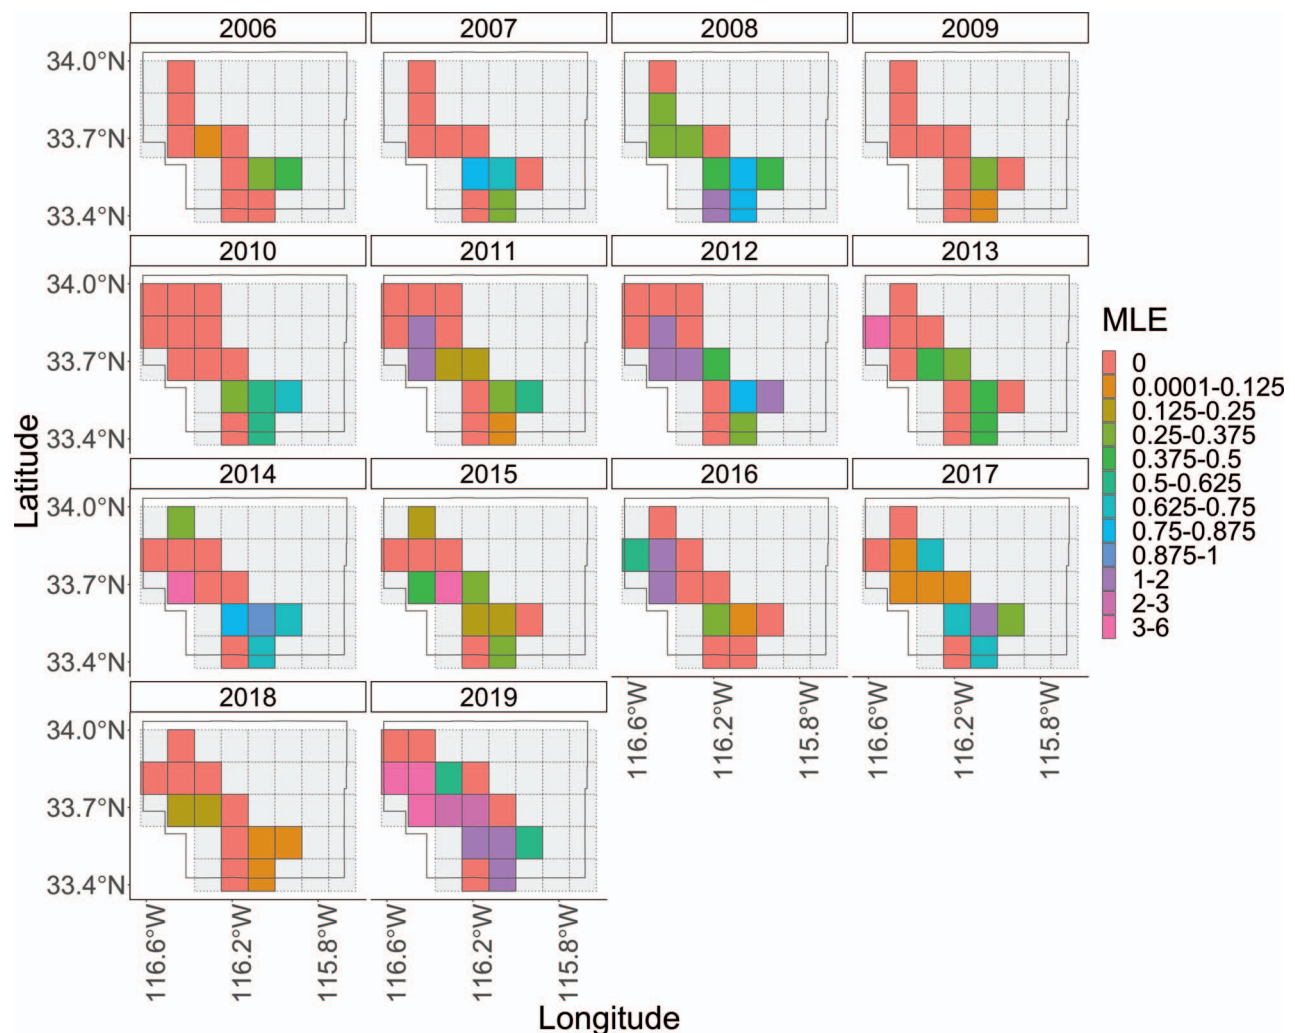 2006 2007 2008 2009
34.0°N
33.7°N
33.4°N
2010 2011 2012 2013
34.0°N
33.7°N
33.4°N
2014 2015 2016 2017
34.0°N
33.7°N
33.4°N
2018 2019
34.0°N
33.7°N
33.4°N
116.6°W 116.2°W 115.8°W 116.6°W 116.2°W 115.8°W
116.6°W 116.2°W 115.8°W 116.6°W 116.2°W 115.8°W
Latitude
Longitude
MLE
0
0.0001-0.125
0.125-0.25
0.25-0.375
0.375-0.5
0.5-0.625
0.625-0.75
0.75-0.875
0.875-1
1-2
2-3
3-6